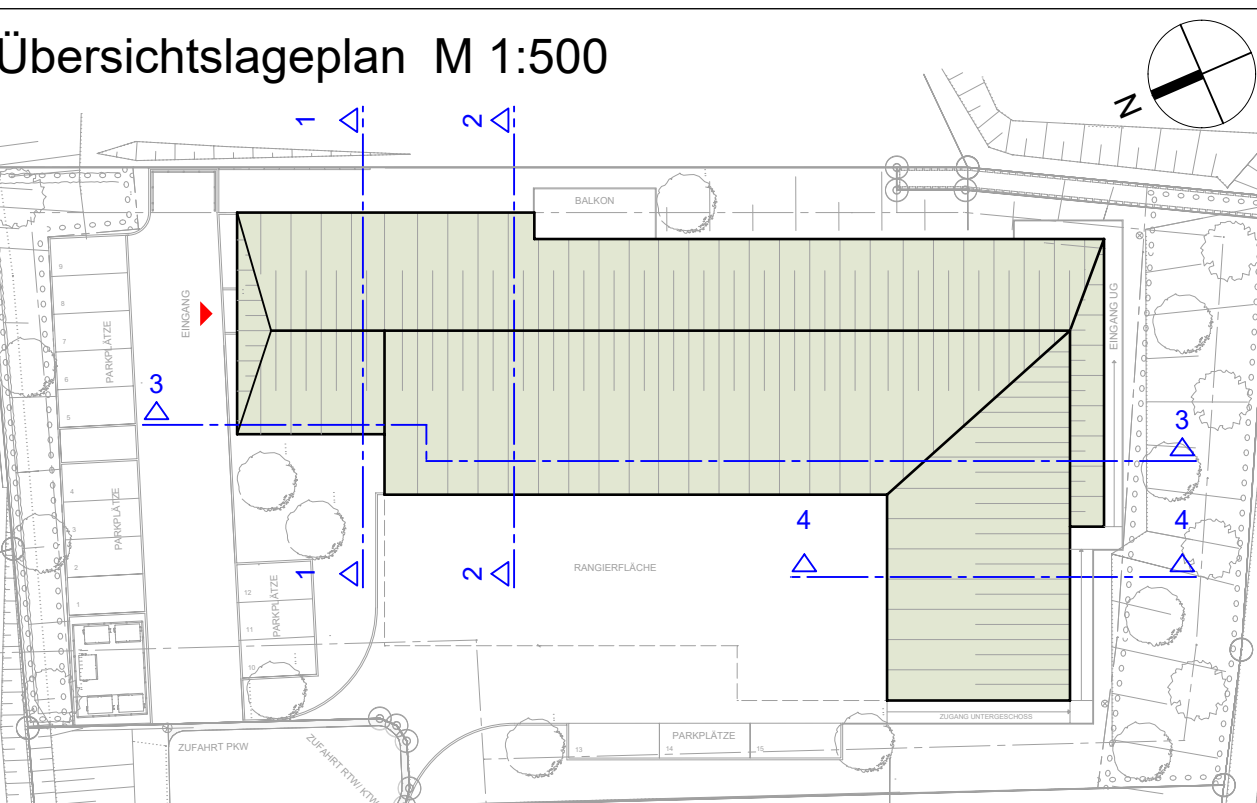 Übersichtslageplan M 1:500
N
1
2
BALKON
EINGANG
EINGANG UG
9
8
7
6
5
PARKPLÄTZE
3
3
4
3
2
1
PARKPLÄTZE
4
4
1
2
RANGIERFLÄCHE
12
11
10
PARKPLÄTZE
ZUGANG UNTERGESCHOSS
ZUFAHRT PKW
ZUFAHRT RTW/ KTW
PARKPLÄTZE
13
14
15